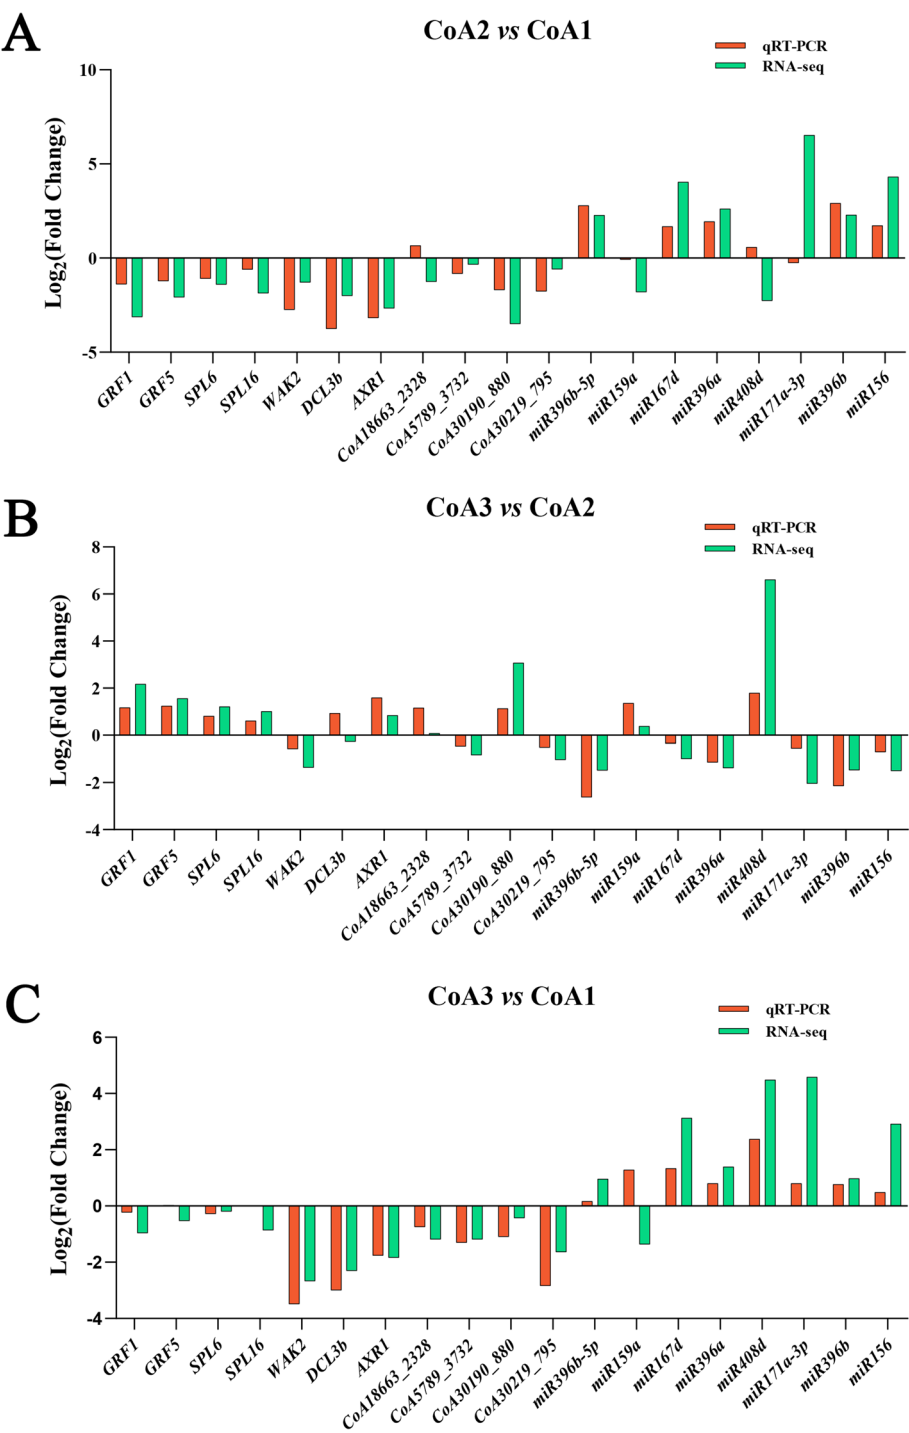 A
CoA2 vs CoA1
qRT-PCR
RNA-seq
Log2(Fold Change)
10
5
0
-5
GRF1
GRF5
SPL6
SPL16
WAK2
DCL3b
AXR1
CoA18663_2328
CoA5789_3732
CoA30190_880
CoA30219_795
miR396b-5p
miR159a
miR167d
miR396a
miR408d
miR171a-3p
miR396b
miR156
B
CoA3 vs CoA2
qRT-PCR
RNA-seq
Log2(Fold Change)
8
6
4
2
0
-2
-4
GRF1
GRF5
SPL6
SPL16
WAK2
DCL3b
AXR1
CoA18663_2328
CoA5789_3732
CoA30190_880
CoA30219_795
miR396b-5p
miR159a
miR167d
miR396a
miR408d
miR171a-3p
miR396b
miR156
C
CoA3 vs CoA1
qRT-PCR
RNA-seq
Log2(Fold Change)
6
4
2
0
-2
-4
GRF1
GRF5
SPL6
SPL16
WAK2
DCL3b
AXR1
CoA18663_2328
CoA5789_3732
CoA30190_880
CoA30219_795
miR396b-5p
miR159a
miR167d
miR396a
miR408d
miR171a-3p
miR396b
miR156